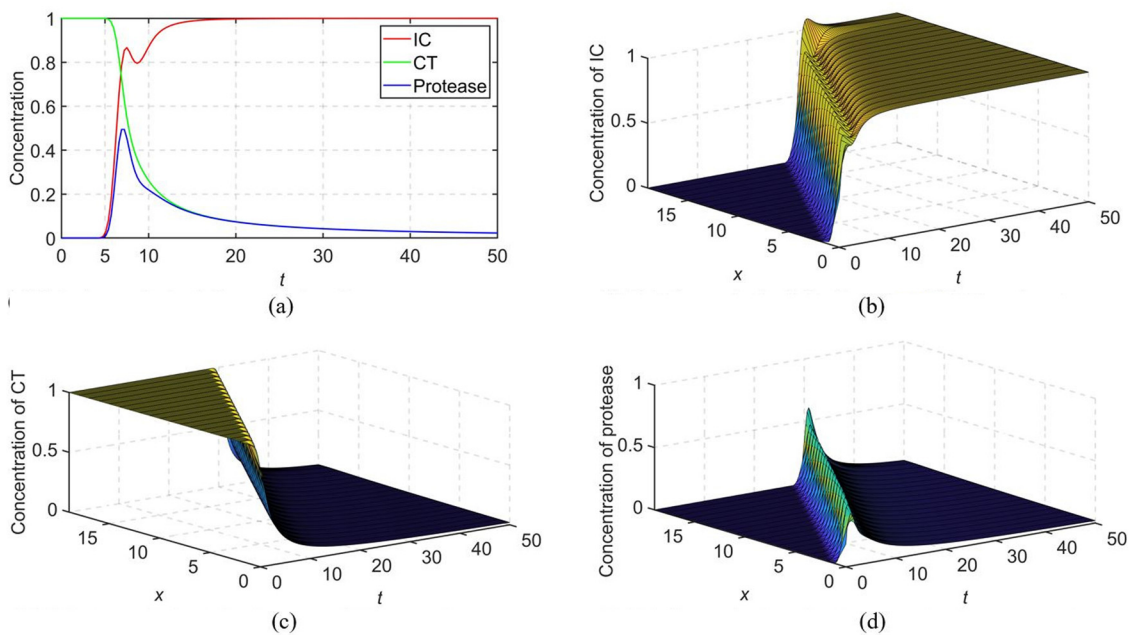 1
0.8
0.6
0.4
0.2
0
Concentration
IC
CT
Protease
0 5 10 20 30 40 50
t
(a)
Concentration of IC
1
0.5
0
15 10 5 0
x
0 10 20 30 40 50
t
(b)
Concentration of CT
1
0.5
0
15 10 5 0
x
0 10 20 30 40 50
t
(c)
Concentration of protease
1
0.5
0
15 10 5 0
x
0 10 20 30 40 50
t
(d)